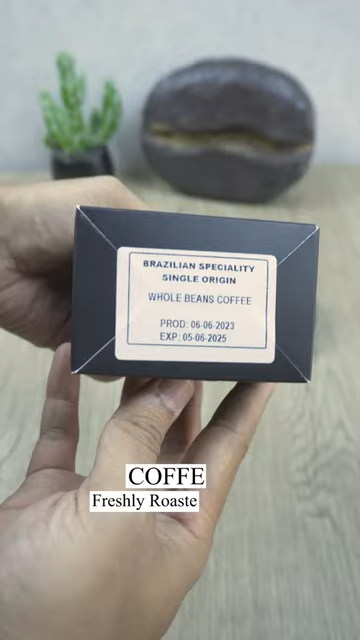 BRAZILIAN SPECIALITY
SINGLE ORIGIN
WHOLE BEANS COFFEE
PROD: 06-06-2023
EXP: 05-06-2025
COFFE
Freshly Roaste